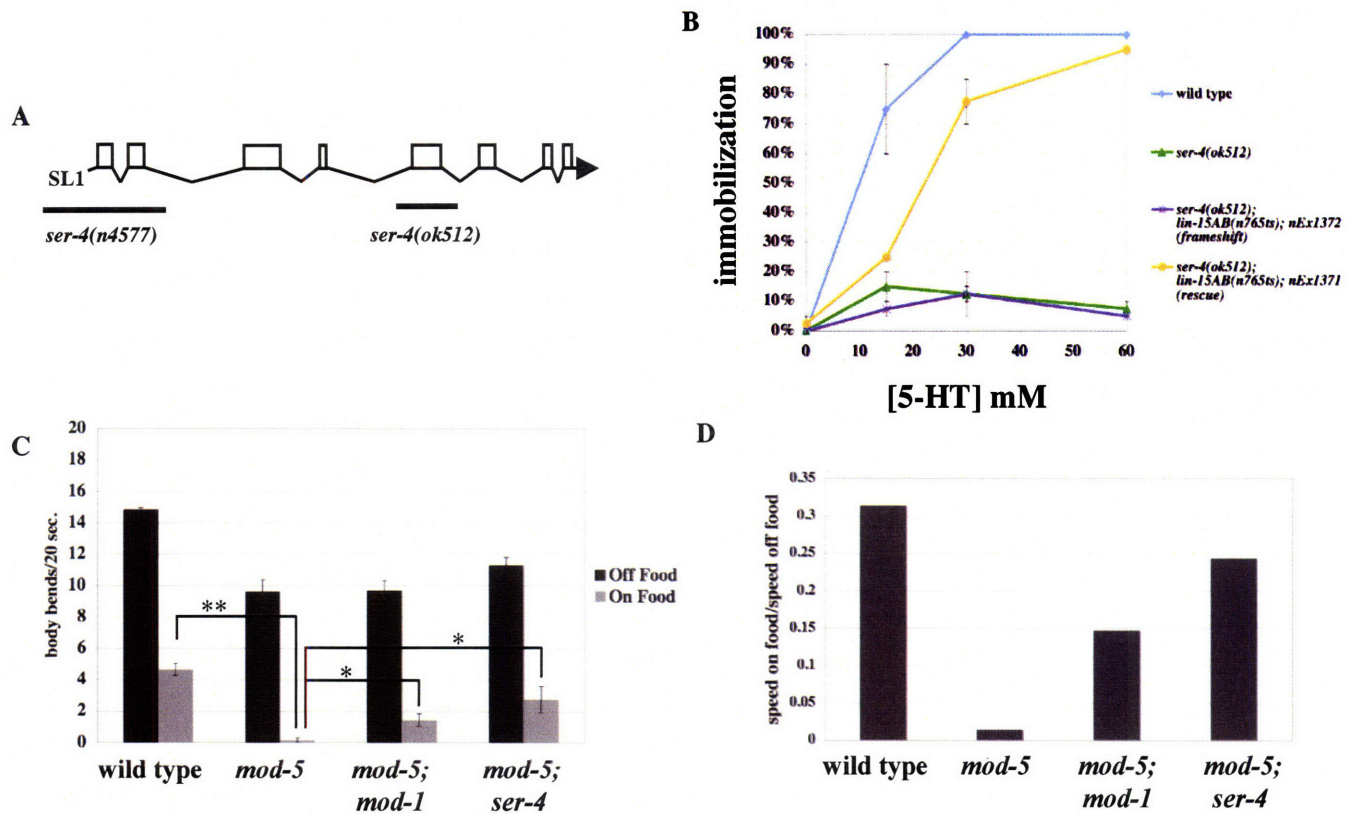 A
SL1
ser-4(n4577)
ser-4(ok512)
B
immobilization
100%
90%
80%
70%
60%
50%
40%
30%
20%
10%
0%
0 10 20 30 40 50 60
[5-HT] mM
wild type
ser-4(ok512)
ser-4(ok512);
lin-15AB(n765ts); nEx1372
(frameshift)
ser-4(ok512);
lin-15AB(n765ts); nEx1371
(rescue)
C
body bends/20 sec.
20
18
16
14
12
10
8
6
4
2
0
**
*
*
Off Food
On Food
wild type mod-5 mod-5; mod-5;
mod-1 ser-4
D
speed on food/speed off food
0.35
0.3
0.25
0.2
0.15
0.1
0.05
0
wild type mod-5 mod-5; mod-5;
mod-1 ser-4